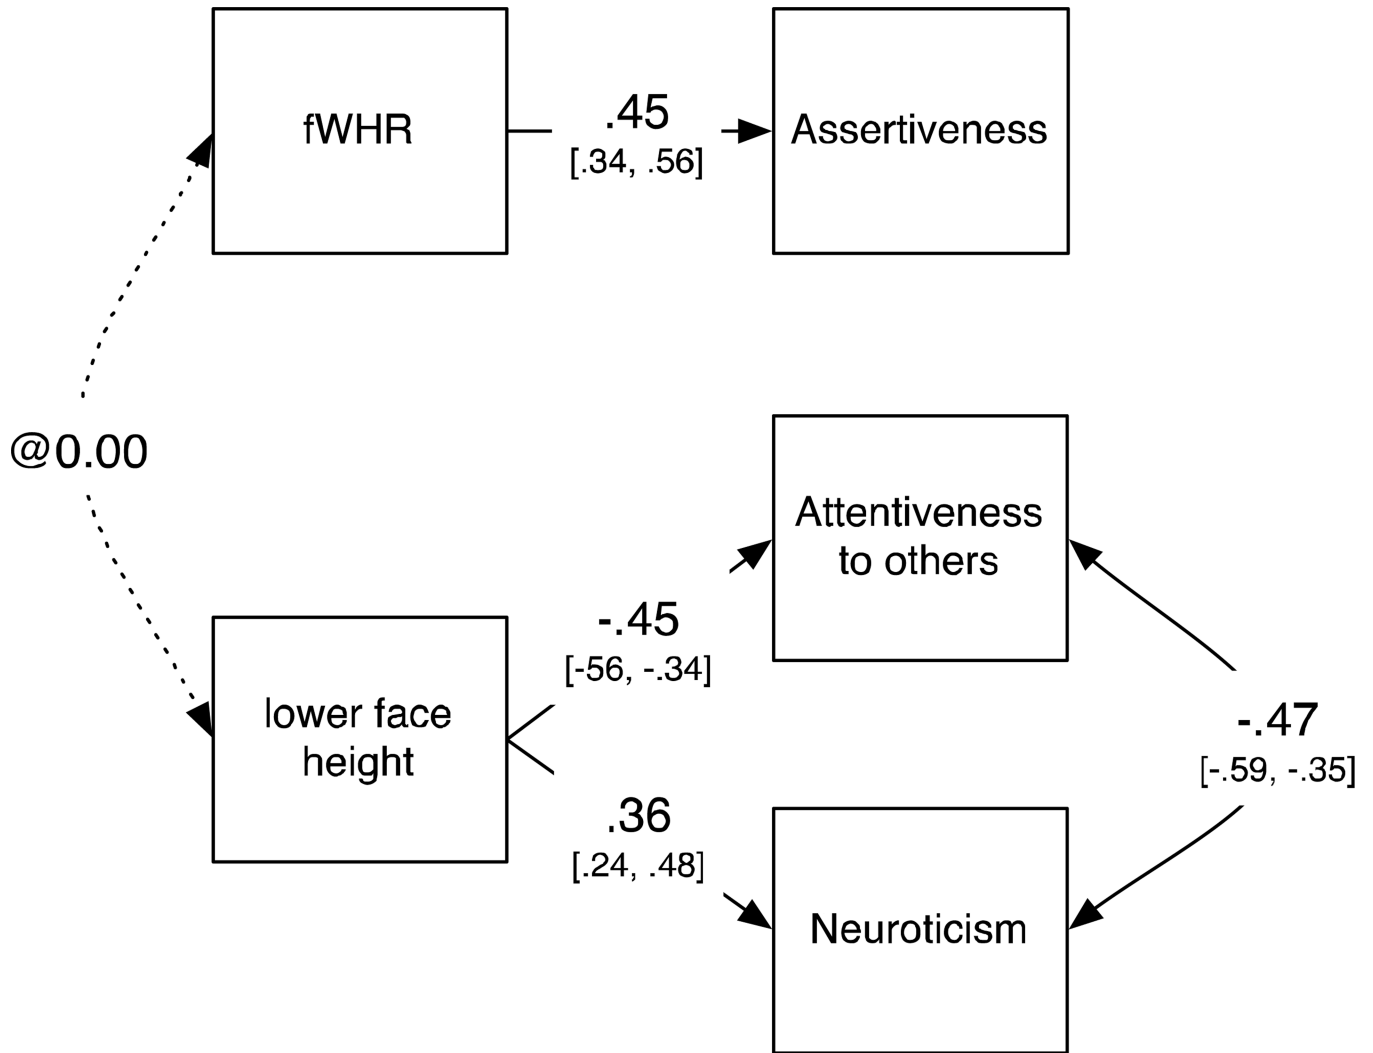 fWHR
.45
[.34, .56]
Assertiveness
@0.00
Attentiveness
to others
-.45
[-56, -.34]
lower face
height
-.47
[-.59, -.35]
.36
[.24, .48]
Neuroticism